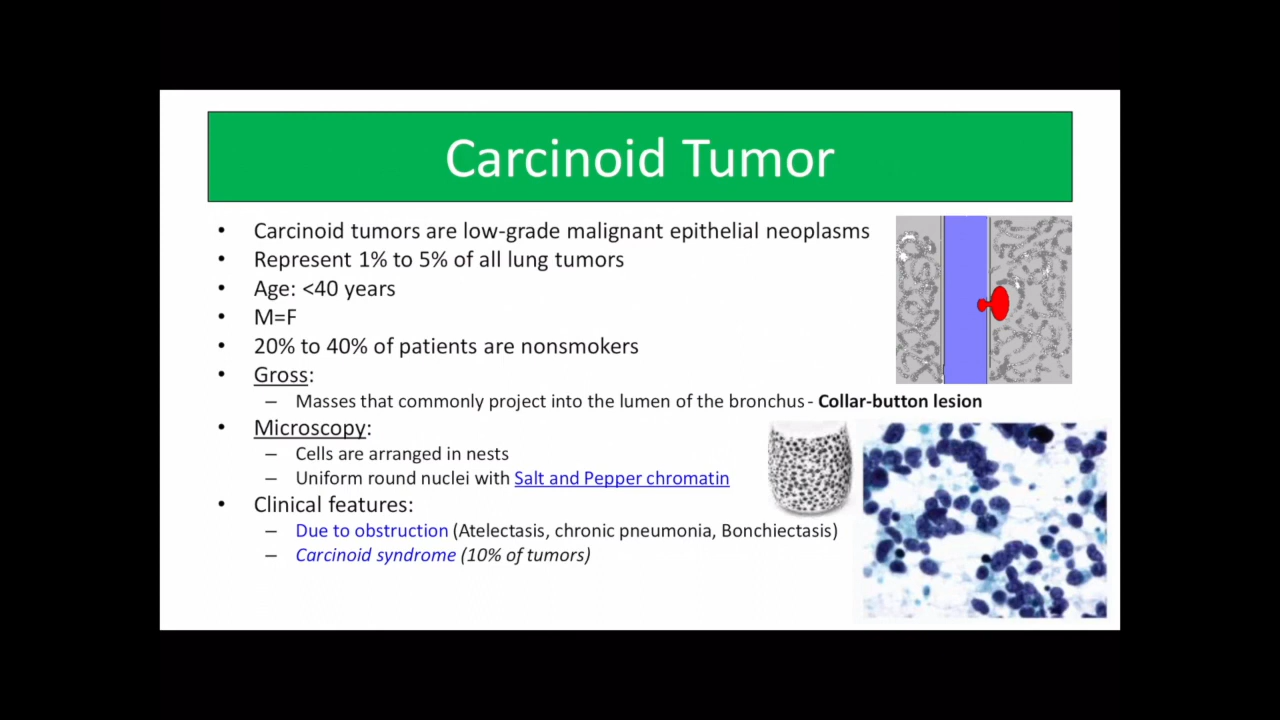 Carcinoid Tumor
• Carcinoid tumors are low-grade malignant epithelial neoplasms
• Represent 1% to 5% of all lung tumors
• Age: <40 years
• M=F
• 20% to 40% of patients are nonsmokers
• Gross:
– Masses that commonly project into the lumen of the bronchus - Collar-button lesion
• Microscopy:
– Cells are arranged in nests
– Uniform round nuclei with Salt and Pepper chromatin
• Clinical features:
– Due to obstruction (Atelectasis, chronic pneumonia, Bonchiectasis)
– Carcinoid syndrome (10% of tumors)